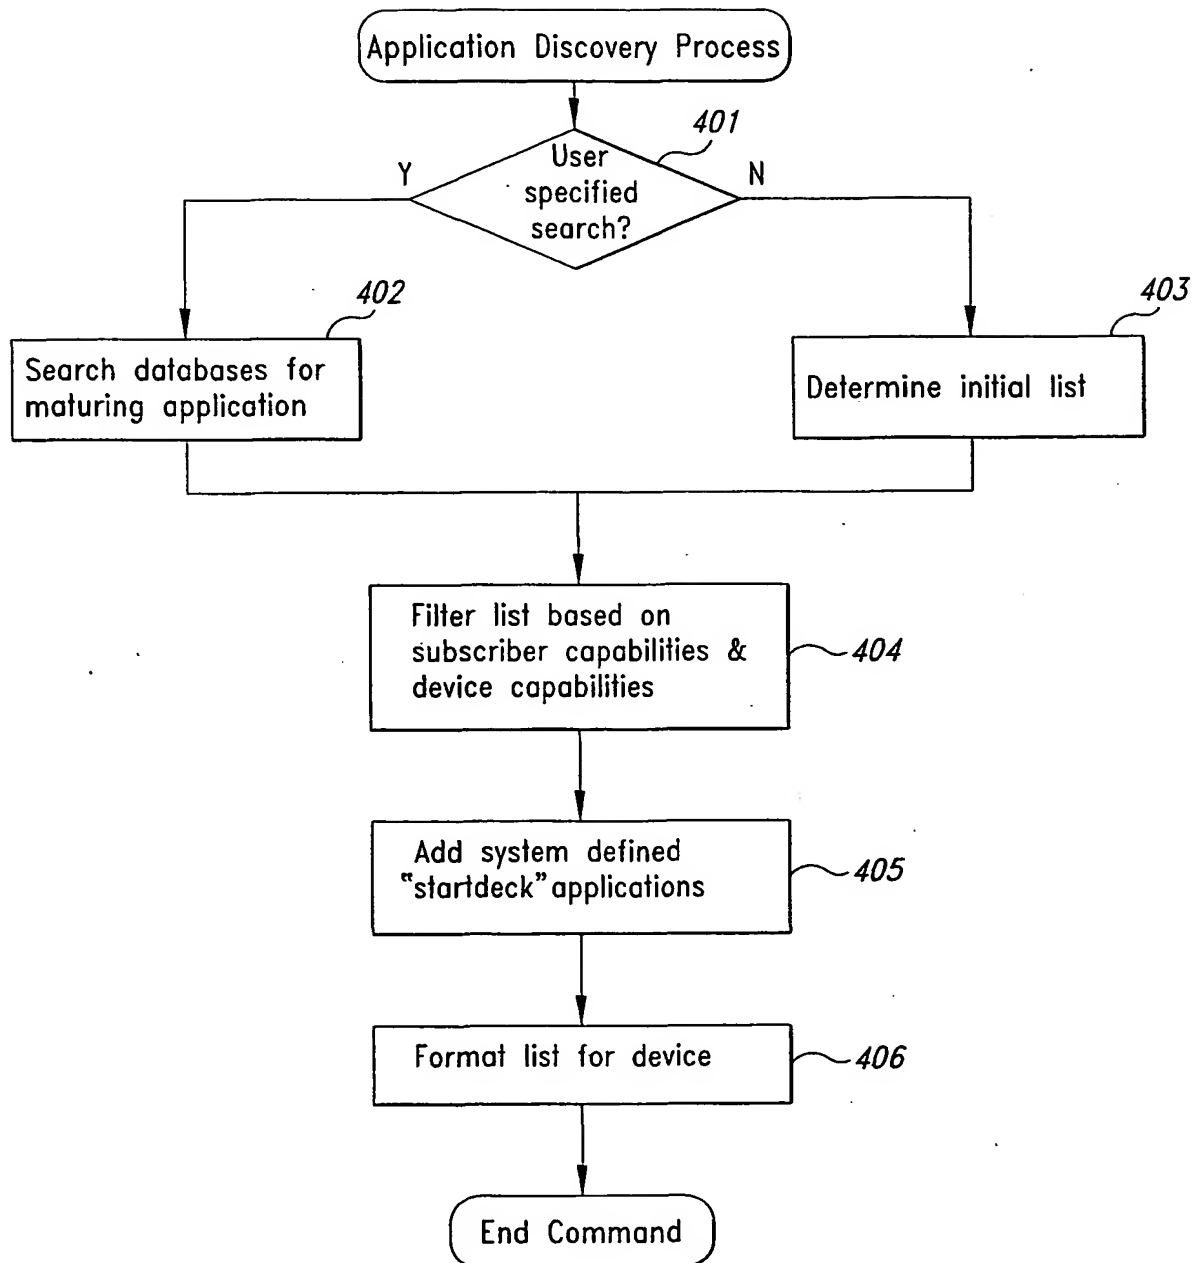 Application Discovery Process
401
User
specified
search?
Y
N
402
403
Search databases for
maturing application
Determine initial list
Filter list based on
subscriber capabilities &
device capabilities
404
Add system defined
"startdeck" applications
405
Format list for device
406
End Command